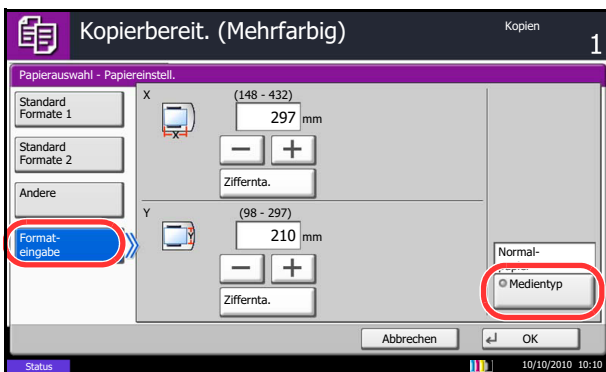 Kopierbereit. (Mehrfarbig)
Kopien
1
Papierauswahl - Papiereinstell.
Standard
Formate 1
Standard
Formate 2
Andere
Format-
eingabe
X
(148 - 432)
297 mm
X
Ziffernta.
Y
(98 - 297)
210 mm
Y
Ziffernta.
Normal-
papier
Medientyp
Abbrechen
OK
Status
10/10/2010 10:10